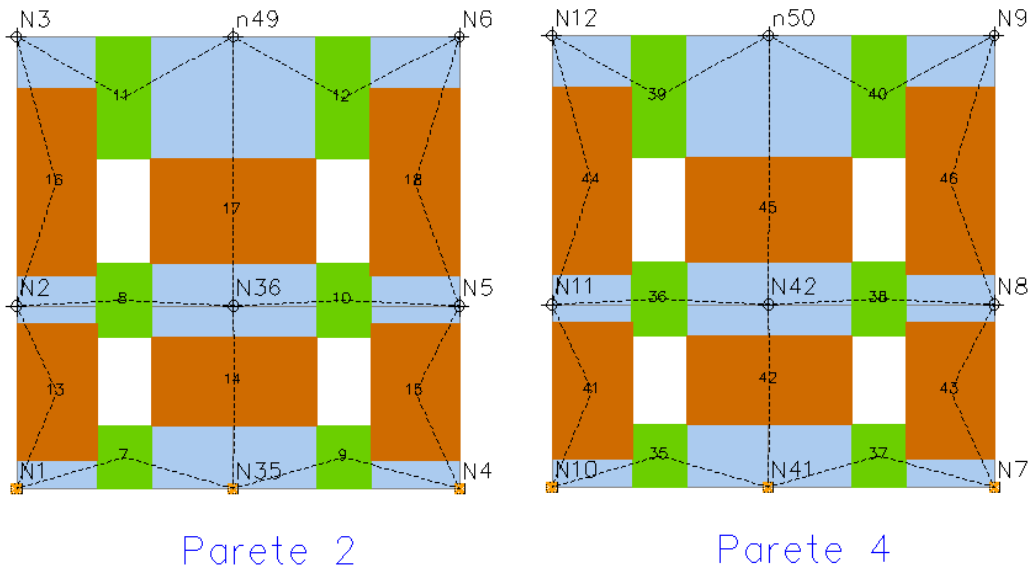 N3 n49 N6 N12 n50 N9
11 12 39 40
16 18 44 46
17 45
N2 8 N36 10 N5 N11 36 N42 38 N8
13 14 15 41 42 43
N1 7 N35 9 N4 N10 35 N41 37 N7
Parete 2 Parete 4